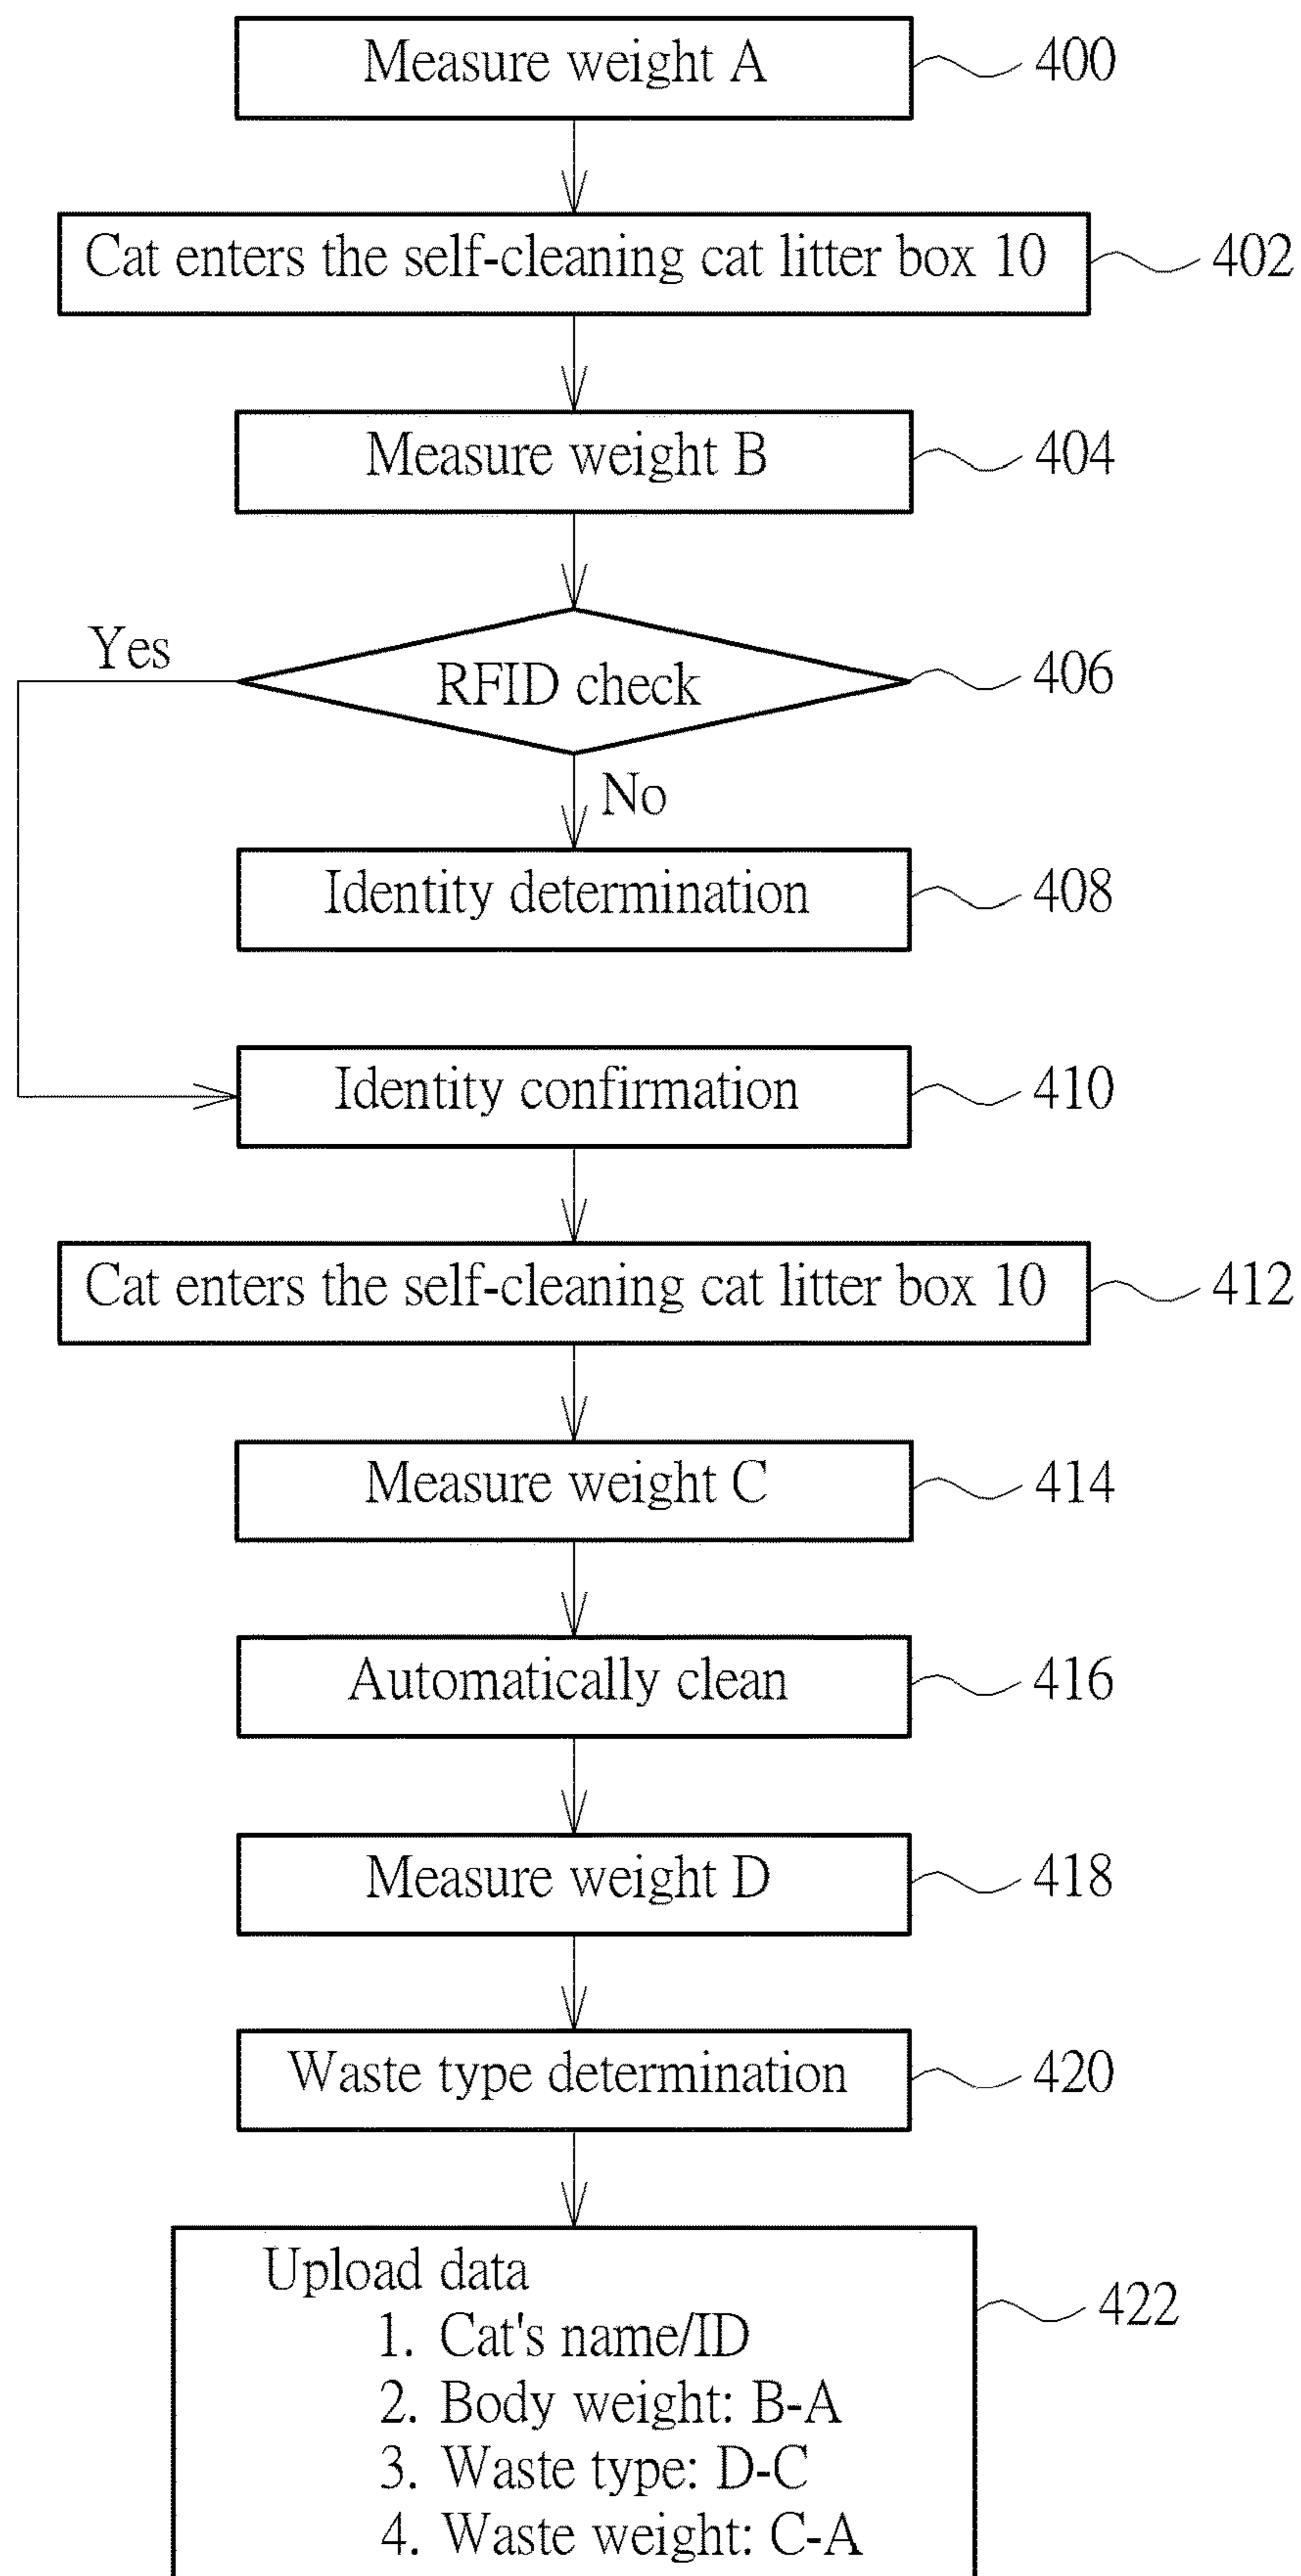 Measure weight A
400
Cat enters the self-cleaning cat litter box 10
402
Measure weight B
404
Yes
RFID check
406
No
Identity determination
408
Identity confirmation
410
Cat enters the self-cleaning cat litter box 10
412
Measure weight C
414
Automatically clean
416
Measure weight D
418
Waste type determination
420
Upload data
422
1. Cat's name/ID
2. Body weight: B-A
3. Waste type: D-C
4. Waste weight: C-A